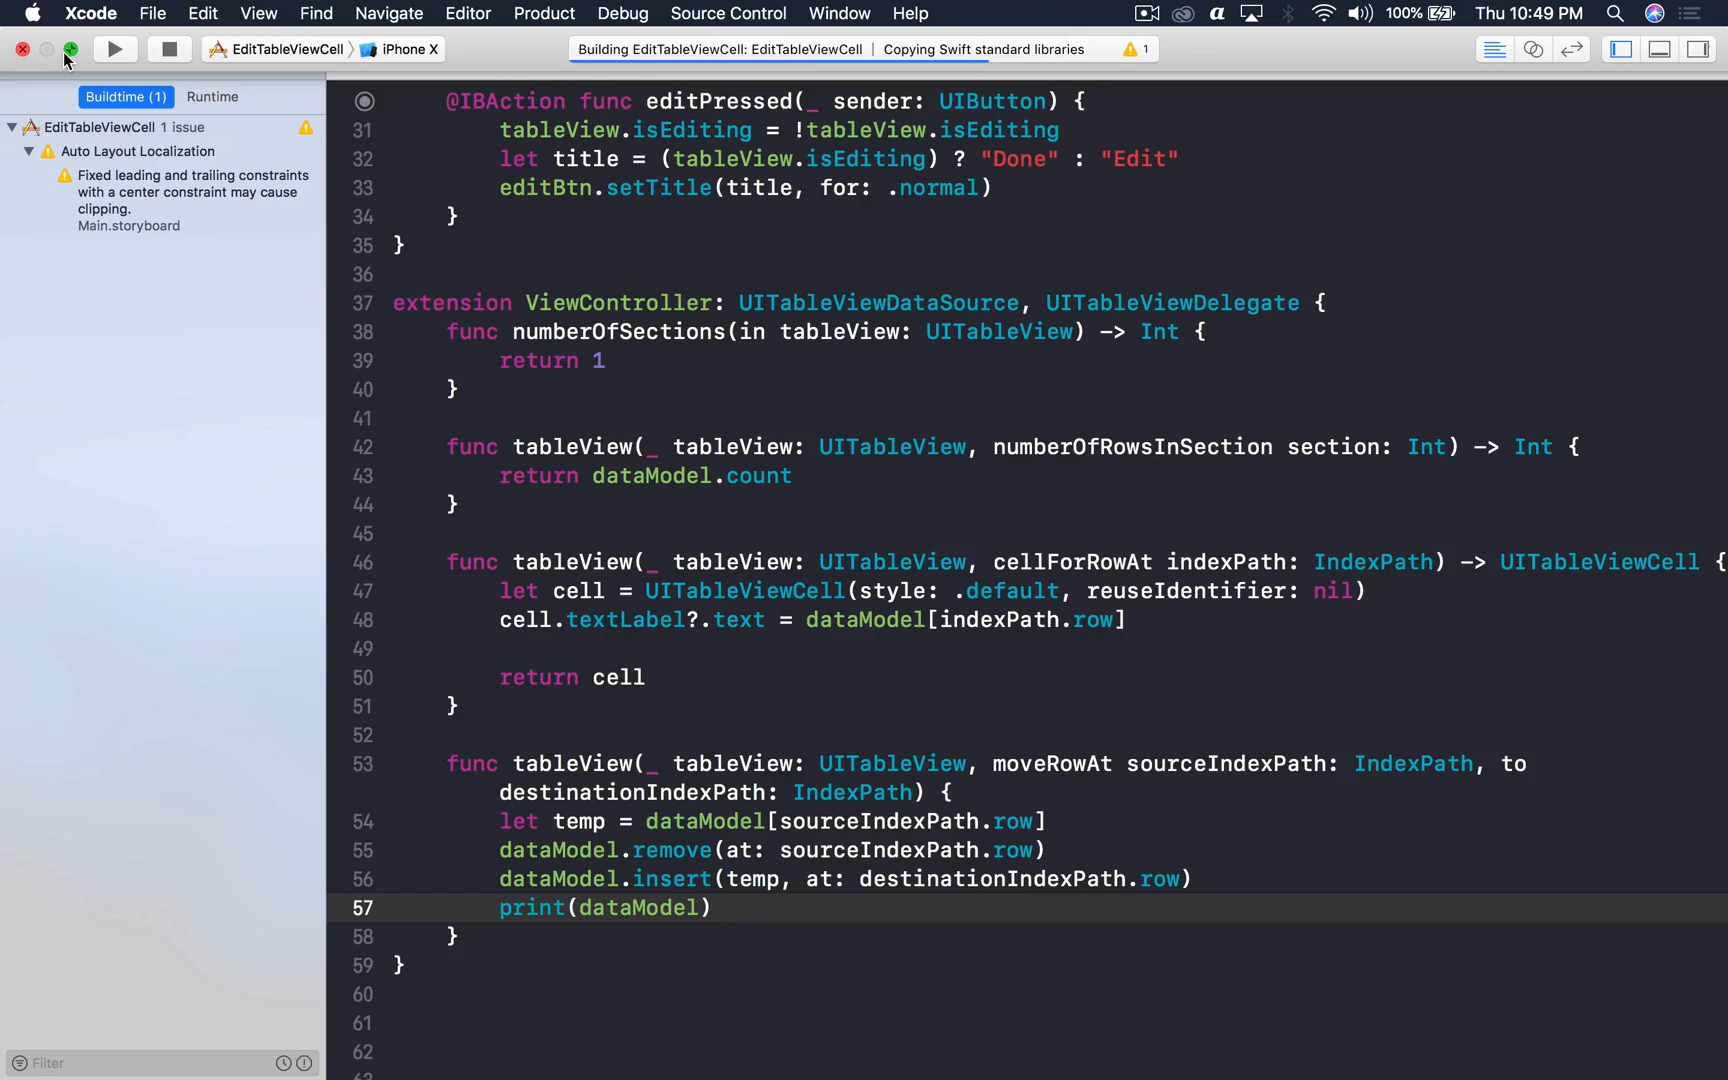 Xcode File Edit View Find Navigate Editor Product Debug Source Control Window Help 100% Thu 10:49 PM
EditTableViewCell iPhone X Building EditTableViewCell: EditTableViewCell | Copying Swift standard libraries 1
Buildtime (1) Runtime
EditTableViewCell 1 issue
Auto Layout Localization
Fixed leading and trailing constraints
with a center constraint may cause
clipping.
Main.storyboard
Filter
@IBAction func editPressed(_ sender: UIButton) {
31 tableView.isEditing = !tableView.isEditing
32 let title = (tableView.isEditing) ? "Done" : "Edit"
33 editBtn.setTitle(title, for: .normal)
34 }
35 }
36
37 extension ViewController: UITableViewDataSource, UITableViewDelegate {
38 func numberOfSections(in tableView: UITableView) -> Int {
39 return 1
40 }
41
42 func tableView(_ tableView: UITableView, numberOfRowsInSection section: Int) -> Int {
43 return dataModel.count
44 }
45
46 func tableView(_ tableView: UITableView, cellForRowAt indexPath: IndexPath) -> UITableViewCell {
47 let cell = UITableViewCell(style: .default, reuseIdentifier: nil)
48 cell.textLabel?.text = dataModel[indexPath.row]
49
50 return cell
51 }
52
53 func tableView(_ tableView: UITableView, moveRowAt sourceIndexPath: IndexPath, to
destinationIndexPath: IndexPath) {
54 let temp = dataModel[sourceIndexPath.row]
55 dataModel.remove(at: sourceIndexPath.row)
56 dataModel.insert(temp, at: destinationIndexPath.row)
57 print(dataModel)
58 }
59 }
60
61
62